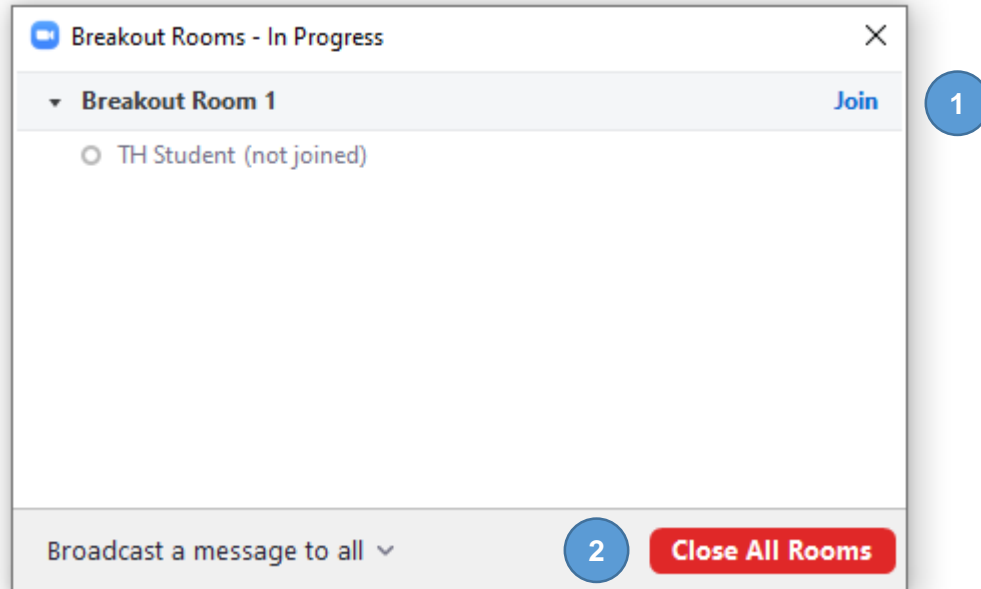 Breakout Rooms - In Progress
Breakout Room 1 Join 1
TH Student (not joined)
Broadcast a message to all 2 Close All Rooms